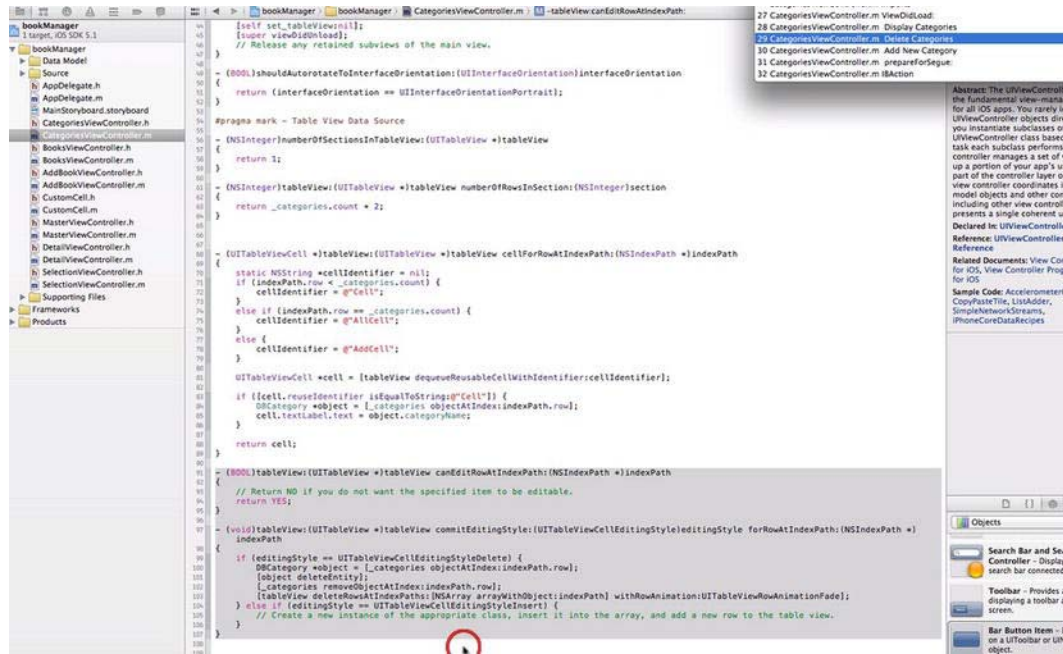 bookManager
1 target, iOS SDK 5.1
bookManager
Data Model
Source
AppDelegate.h
AppDelegate.m
MainStoryboard.storyboard
CategoriesViewController.h
CategoriesViewController.m
BooksViewController.h
BooksViewController.m
AddBookViewController.h
AddBookViewController.m
CustomCell.h
CustomCell.m
MasterViewController.h
MasterViewController.m
DetailViewController.h
DetailViewController.m
SelectionViewController.h
SelectionViewController.m
Supporting Files
Frameworks
Products
bookManager bookManager CategoriesViewController.m -tableView:canEditRowAtIndexPath:
[self set_tableView:nil];
[super viewDidUnload];
// Release any retained subviews of the main view.
}
- (BOOL)shouldAutorotateToInterfaceOrientation:(UIInterfaceOrientation)interfaceOrientation
{
return (interfaceOrientation == UIInterfaceOrientationPortrait);
}
#pragma mark - Table View Data Source
- (NSInteger)numberOfSectionsInTableView:(UITableView *)tableView
{
return 1;
}
- (NSInteger)tableView:(UITableView *)tableView numberOfRowsInSection:(NSInteger)section
{
return _categories.count + 2;
}
- (UITableViewCell *)tableView:(UITableView *)tableView cellForRowAtIndexPath:(NSIndexPath *)indexPath
{
static NSString *cellIdentifier = nil;
if (indexPath.row < _categories.count) {
cellIdentifier = @"Cell";
}
else if (indexPath.row == _categories.count) {
cellIdentifier = @"AllCell";
}
else {
cellIdentifier = @"AddCell";
}
UITableViewCell *cell = [tableView dequeueReusableCellWithIdentifier:cellIdentifier];
if ([cell.reuseIdentifier isEqualToString:@"Cell"]) {
DBCategory *object = [_categories objectAtIndex:indexPath.row];
cell.textLabel.text = object.categoryName;
}
return cell;
}
- (BOOL)tableView:(UITableView *)tableView canEditRowAtIndexPath:(NSIndexPath *)indexPath
{
// Return NO if you do not want the specified item to be editable.
return YES;
}
- (void)tableView:(UITableView *)tableView commitEditingStyle:(UITableViewCellEditingStyle)editingStyle forRowAtIndexPath:(NSIndexPath *)
indexPath
{
if (editingStyle == UITableViewCellEditingStyleDelete) {
DBCategory *object = [_categories objectAtIndex:indexPath.row];
[object deleteEntity];
[_categories removeObjectAtIndex:indexPath.row];
[tableView deleteRowsAtIndexPaths:[NSArray arrayWithObject:indexPath] withRowAnimation:UITableViewRowAnimationFade];
} else if (editingStyle == UITableViewCellEditingStyleInsert) {
// Create a new instance of the appropriate class, insert it into the array, and add a new row to the table view.
}
}
27 CategoriesViewController.m ViewDidLoad:
28 CategoriesViewController.m Display Categories
29 CategoriesViewController.m Delete Categories
30 CategoriesViewController.m Add New Category
31 CategoriesViewController.m prepareForSegue:
32 CategoriesViewController.m IBAction
Abstract: The UIViewControll
the fundamental view-mana
for all iOS apps. You rarely i
UIViewController objects dir
you instantiate subclasses o
UIViewController class based
task each subclass performs
controller manages a set of
up a portion of your app's u
part of the controller layer o
view controller coordinates i
model objects and other con
including other view controll
presents a single coherent u
Declared In: UIViewControlle
Reference: UIViewController
Reference
Related Documents: View Co
for iOS, View Controller Prog
for iOS
Sample Code: Accelerometer
CopyPasteTile, ListAdder,
SimpleNetworkStreams,
iPhoneCoreDataRecipes
Objects
Search Bar and Sea
Controller - Display
search bar connected
Toolbar - Provides a
displaying a toolbar a
screen.
Bar Button Item -
on a UIToolbar or UIN
object.